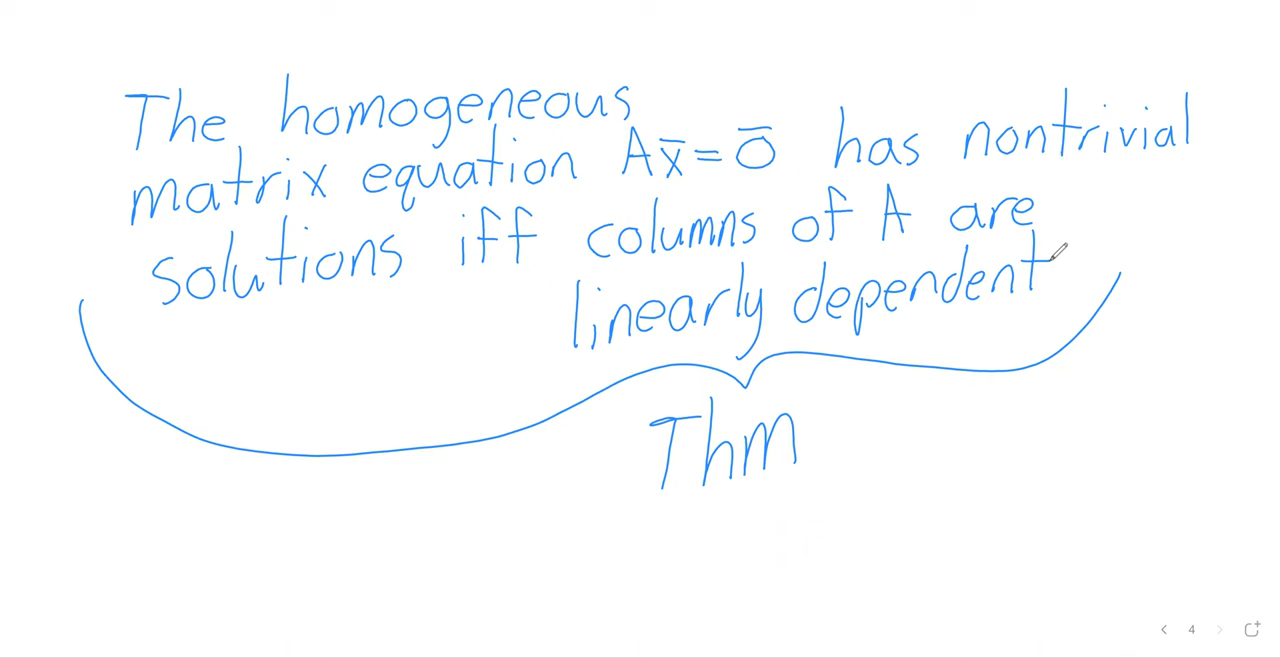 The homogeneous
matrix equation Ax̄ = 0̄ has nontrivial
solutions iff columns of A are
linearly dependent
Thm
4